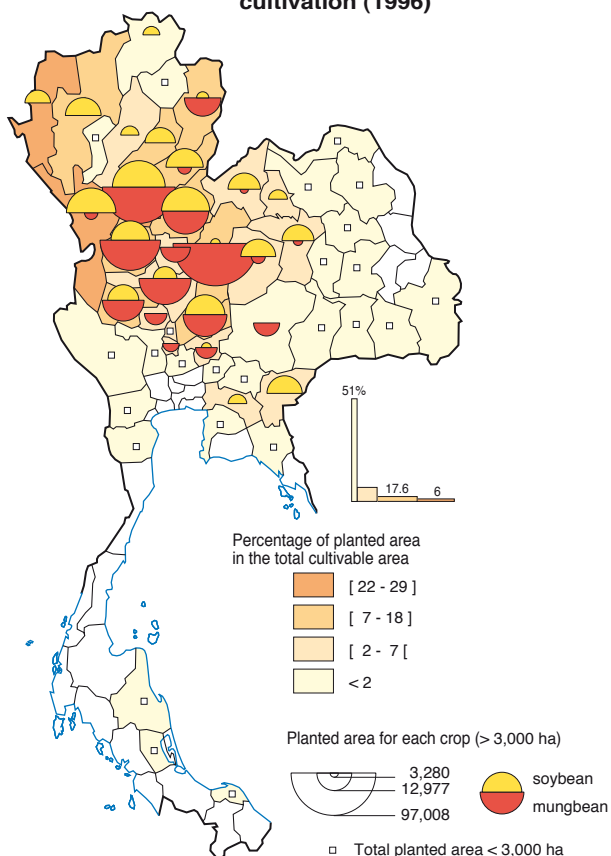 cultivation (1996)
51%
17.6
6
Percentage of planted area
in the total cultivable area
[ 22 - 29 ]
[ 7 - 18 ]
[ 2 - 7 [
< 2
Planted area for each crop (> 3,000 ha)
3,280
12,977
97,008
soybean
mungbean
Total planted area < 3,000 ha